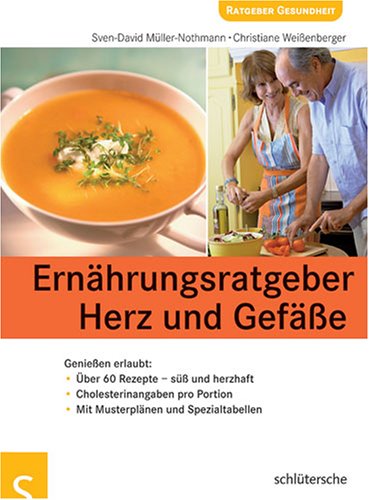 RATGEBER GESUNDHEIT
Sven-David Müller-Nothmann • Christiane Weißenberger
Ernährungsratgeber
Herz und Gefäße
Genießen erlaubt:
• Über 60 Rezepte – süß und herzhaft
• Cholesterinangaben pro Portion
• Mit Musterplänen und Spezialtabellen
S
schlütersche